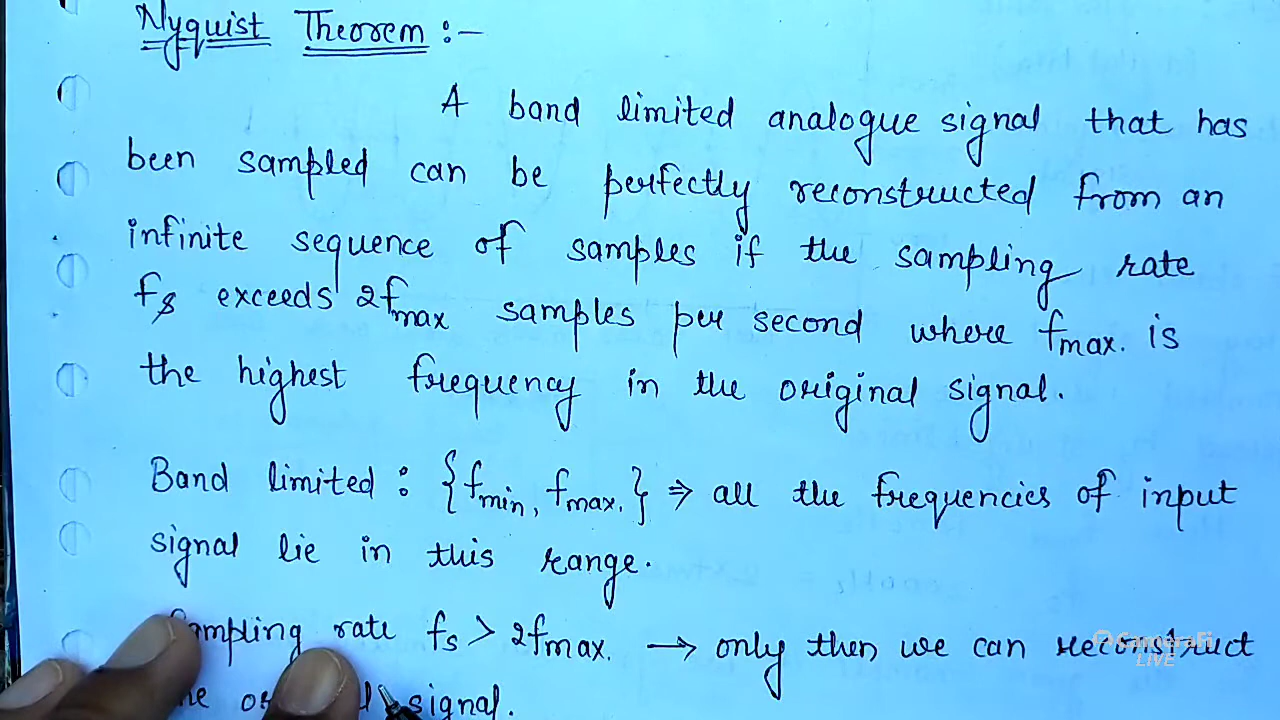 Nyquist Theorem :-
A band limited analogue signal that has
been sampled can be perfectly reconstructed from an
infinite sequence of samples if the sampling rate
fs exceeds 2fmax samples per second where fmax. is
the highest frequency in the original signal.
Band limited : {fmin, fmax.} ⇒ all the frequencies of input
signal lie in this range.
ampling rate fs > 2fmax. → only then we can reconstruct
signal.
CameraFi
LIVE